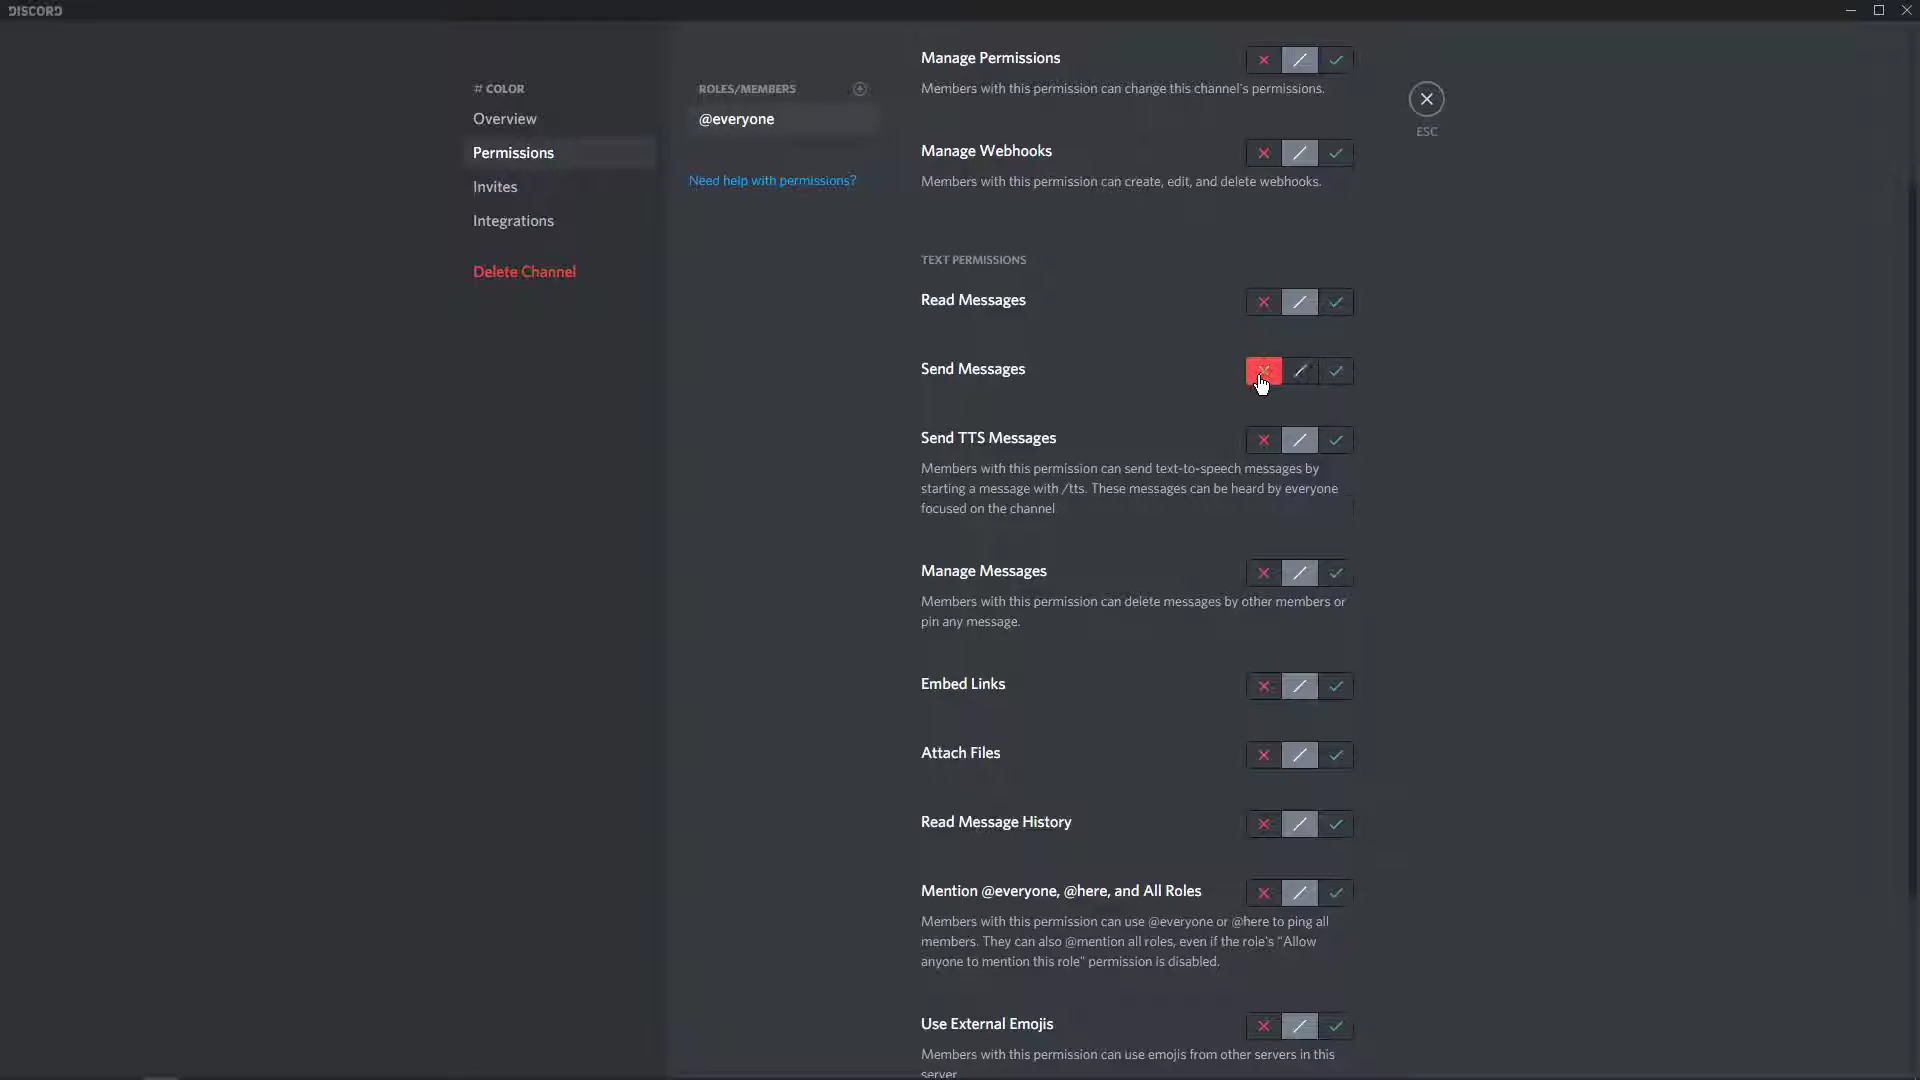 DISCORD
# COLOR
Overview
Permissions
Invites
Integrations
Delete Channel
ROLES/MEMBERS
@everyone
Need help with permissions?
Manage Permissions
Members with this permission can change this channel's permissions.
Manage Webhooks
Members with this permission can create, edit, and delete webhooks.
TEXT PERMISSIONS
Read Messages
Send Messages
Send TTS Messages
Members with this permission can send text-to-speech messages by
starting a message with /tts. These messages can be heard by everyone
focused on the channel
Manage Messages
Members with this permission can delete messages by other members or
pin any message.
Embed Links
Attach Files
Read Message History
Mention @everyone, @here, and All Roles
Members with this permission can use @everyone or @here to ping all
members. They can also @mention all roles, even if the role's "Allow
anyone to mention this role" permission is disabled.
Use External Emojis
Members with this permission can use emojis from other servers in this
server
ESC